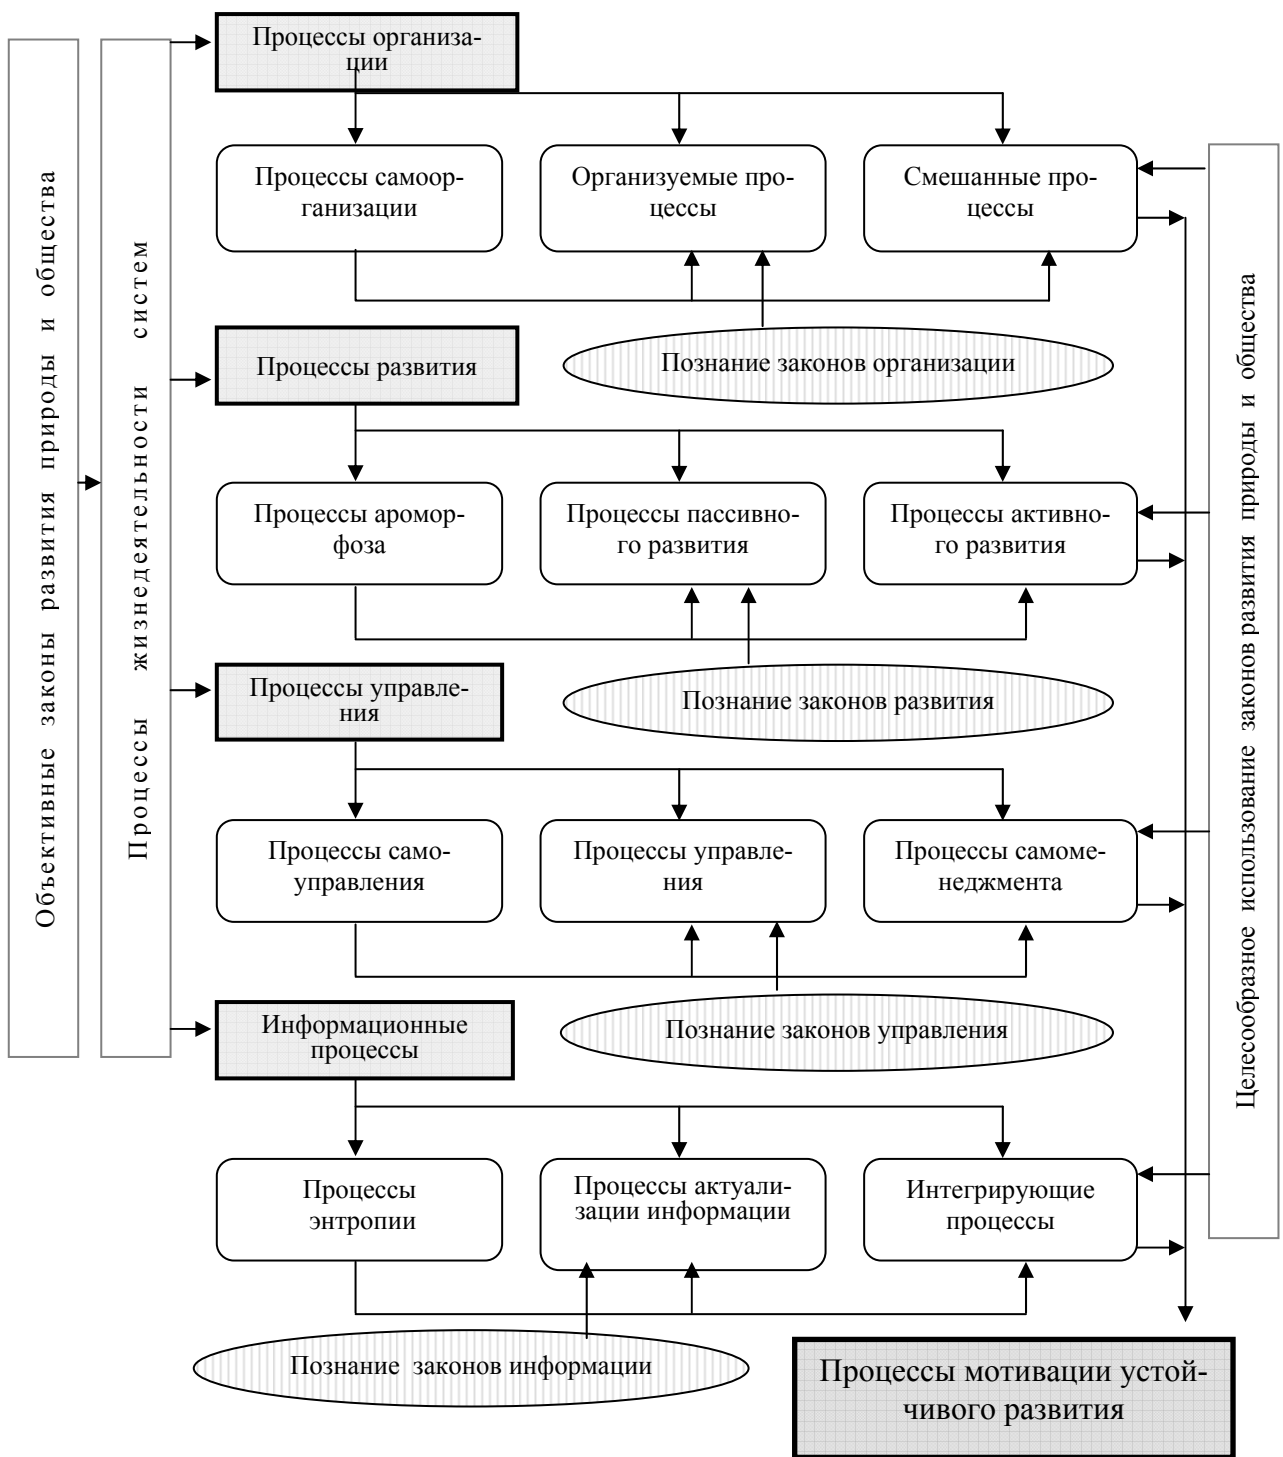 Объективные законы развития природы и общества
Процессы жизнедеятельности систем
Процессы организа-
ции
Процессы самоор-
ганизации
Организуемые про-
цессы
Смешанные про-
цессы
Познание законов организации
Процессы развития
Процессы аромор-
фоза
Процессы пассивно-
го развития
Процессы активно-
го развития
Познание законов развития
Процессы управле-
ния
Процессы само-
управления
Процессы управле-
ния
Процессы самоме-
неджмента
Познание законов управления
Информационные
процессы
Процессы
энтропии
Процессы актуали-
зации информации
Интегрирующие
процессы
Познание законов информации
Целесообразное использование законов развития природы и общества
Процессы мотивации устой-
чивого развития